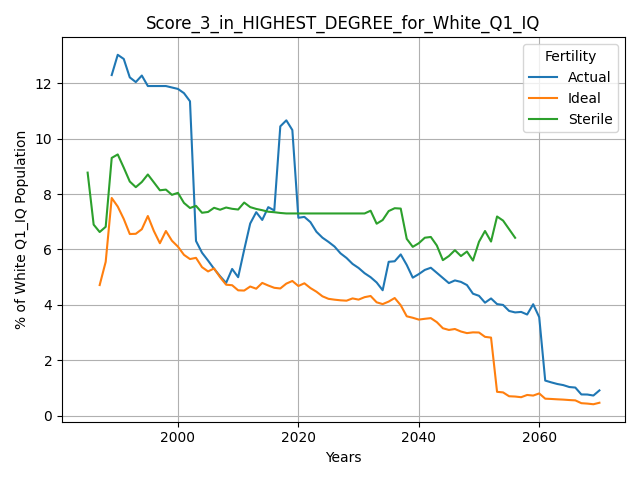 Score_3_in_HIGHEST_DEGREE_for_White_Q1_IQ
Fertility
Actual
Ideal
Sterile
% of White Q1_IQ Population
12
10
8
6
4
2
0
2000 2020 2040 2060
Years